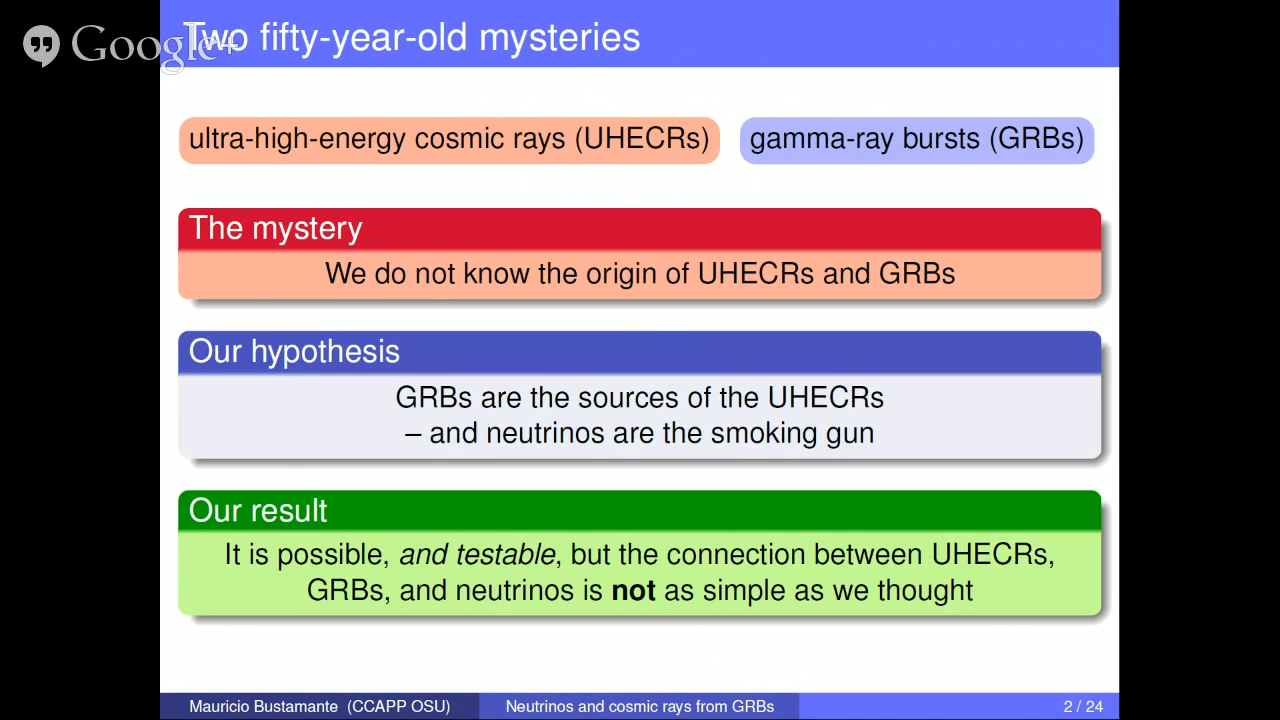 Google+
Two fifty-year-old mysteries
ultra-high-energy cosmic rays (UHECRs)
gamma-ray bursts (GRBs)
The mystery
We do not know the origin of UHECRs and GRBs
Our hypothesis
GRBs are the sources of the UHECRs
– and neutrinos are the smoking gun
Our result
It is possible, and testable, but the connection between UHECRs,
GRBs, and neutrinos is not as simple as we thought
Mauricio Bustamante (CCAPP OSU)
Neutrinos and cosmic rays from GRBs
2 / 24